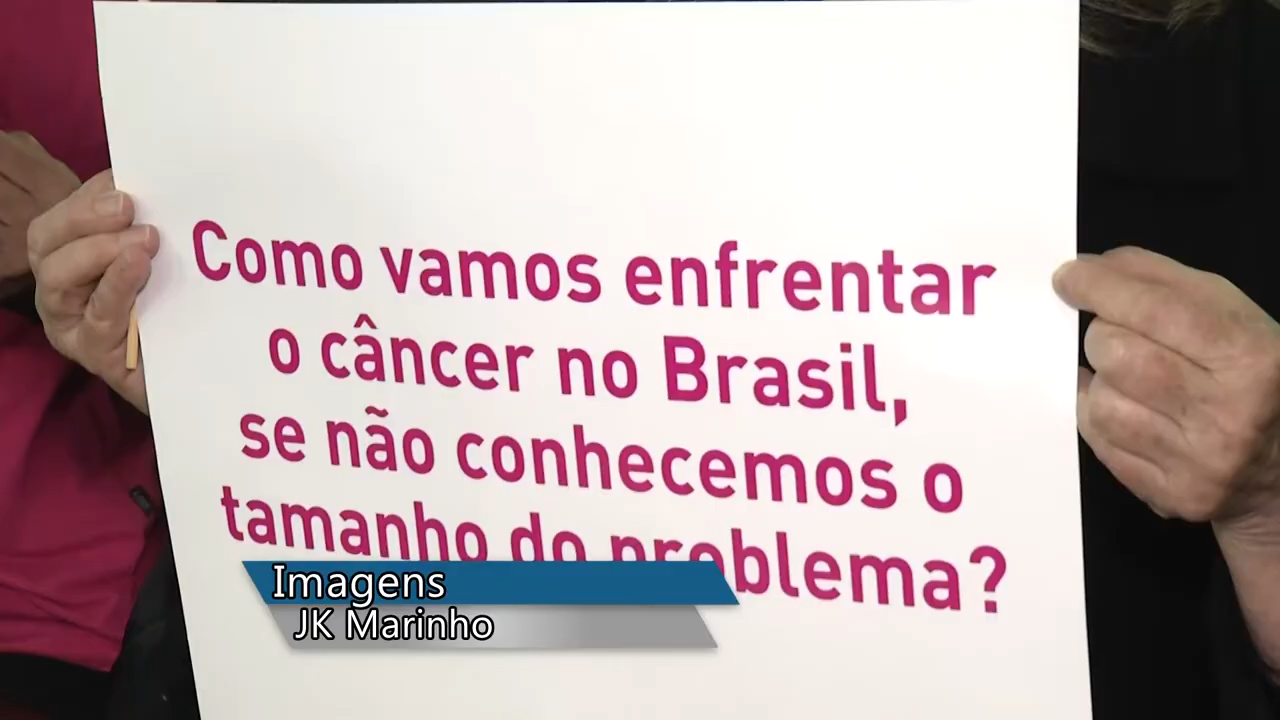 Como vamos enfrentar
o câncer no Brasil,
se não conhecemos o
tamanho do problema?
Imagens
JK Marinho